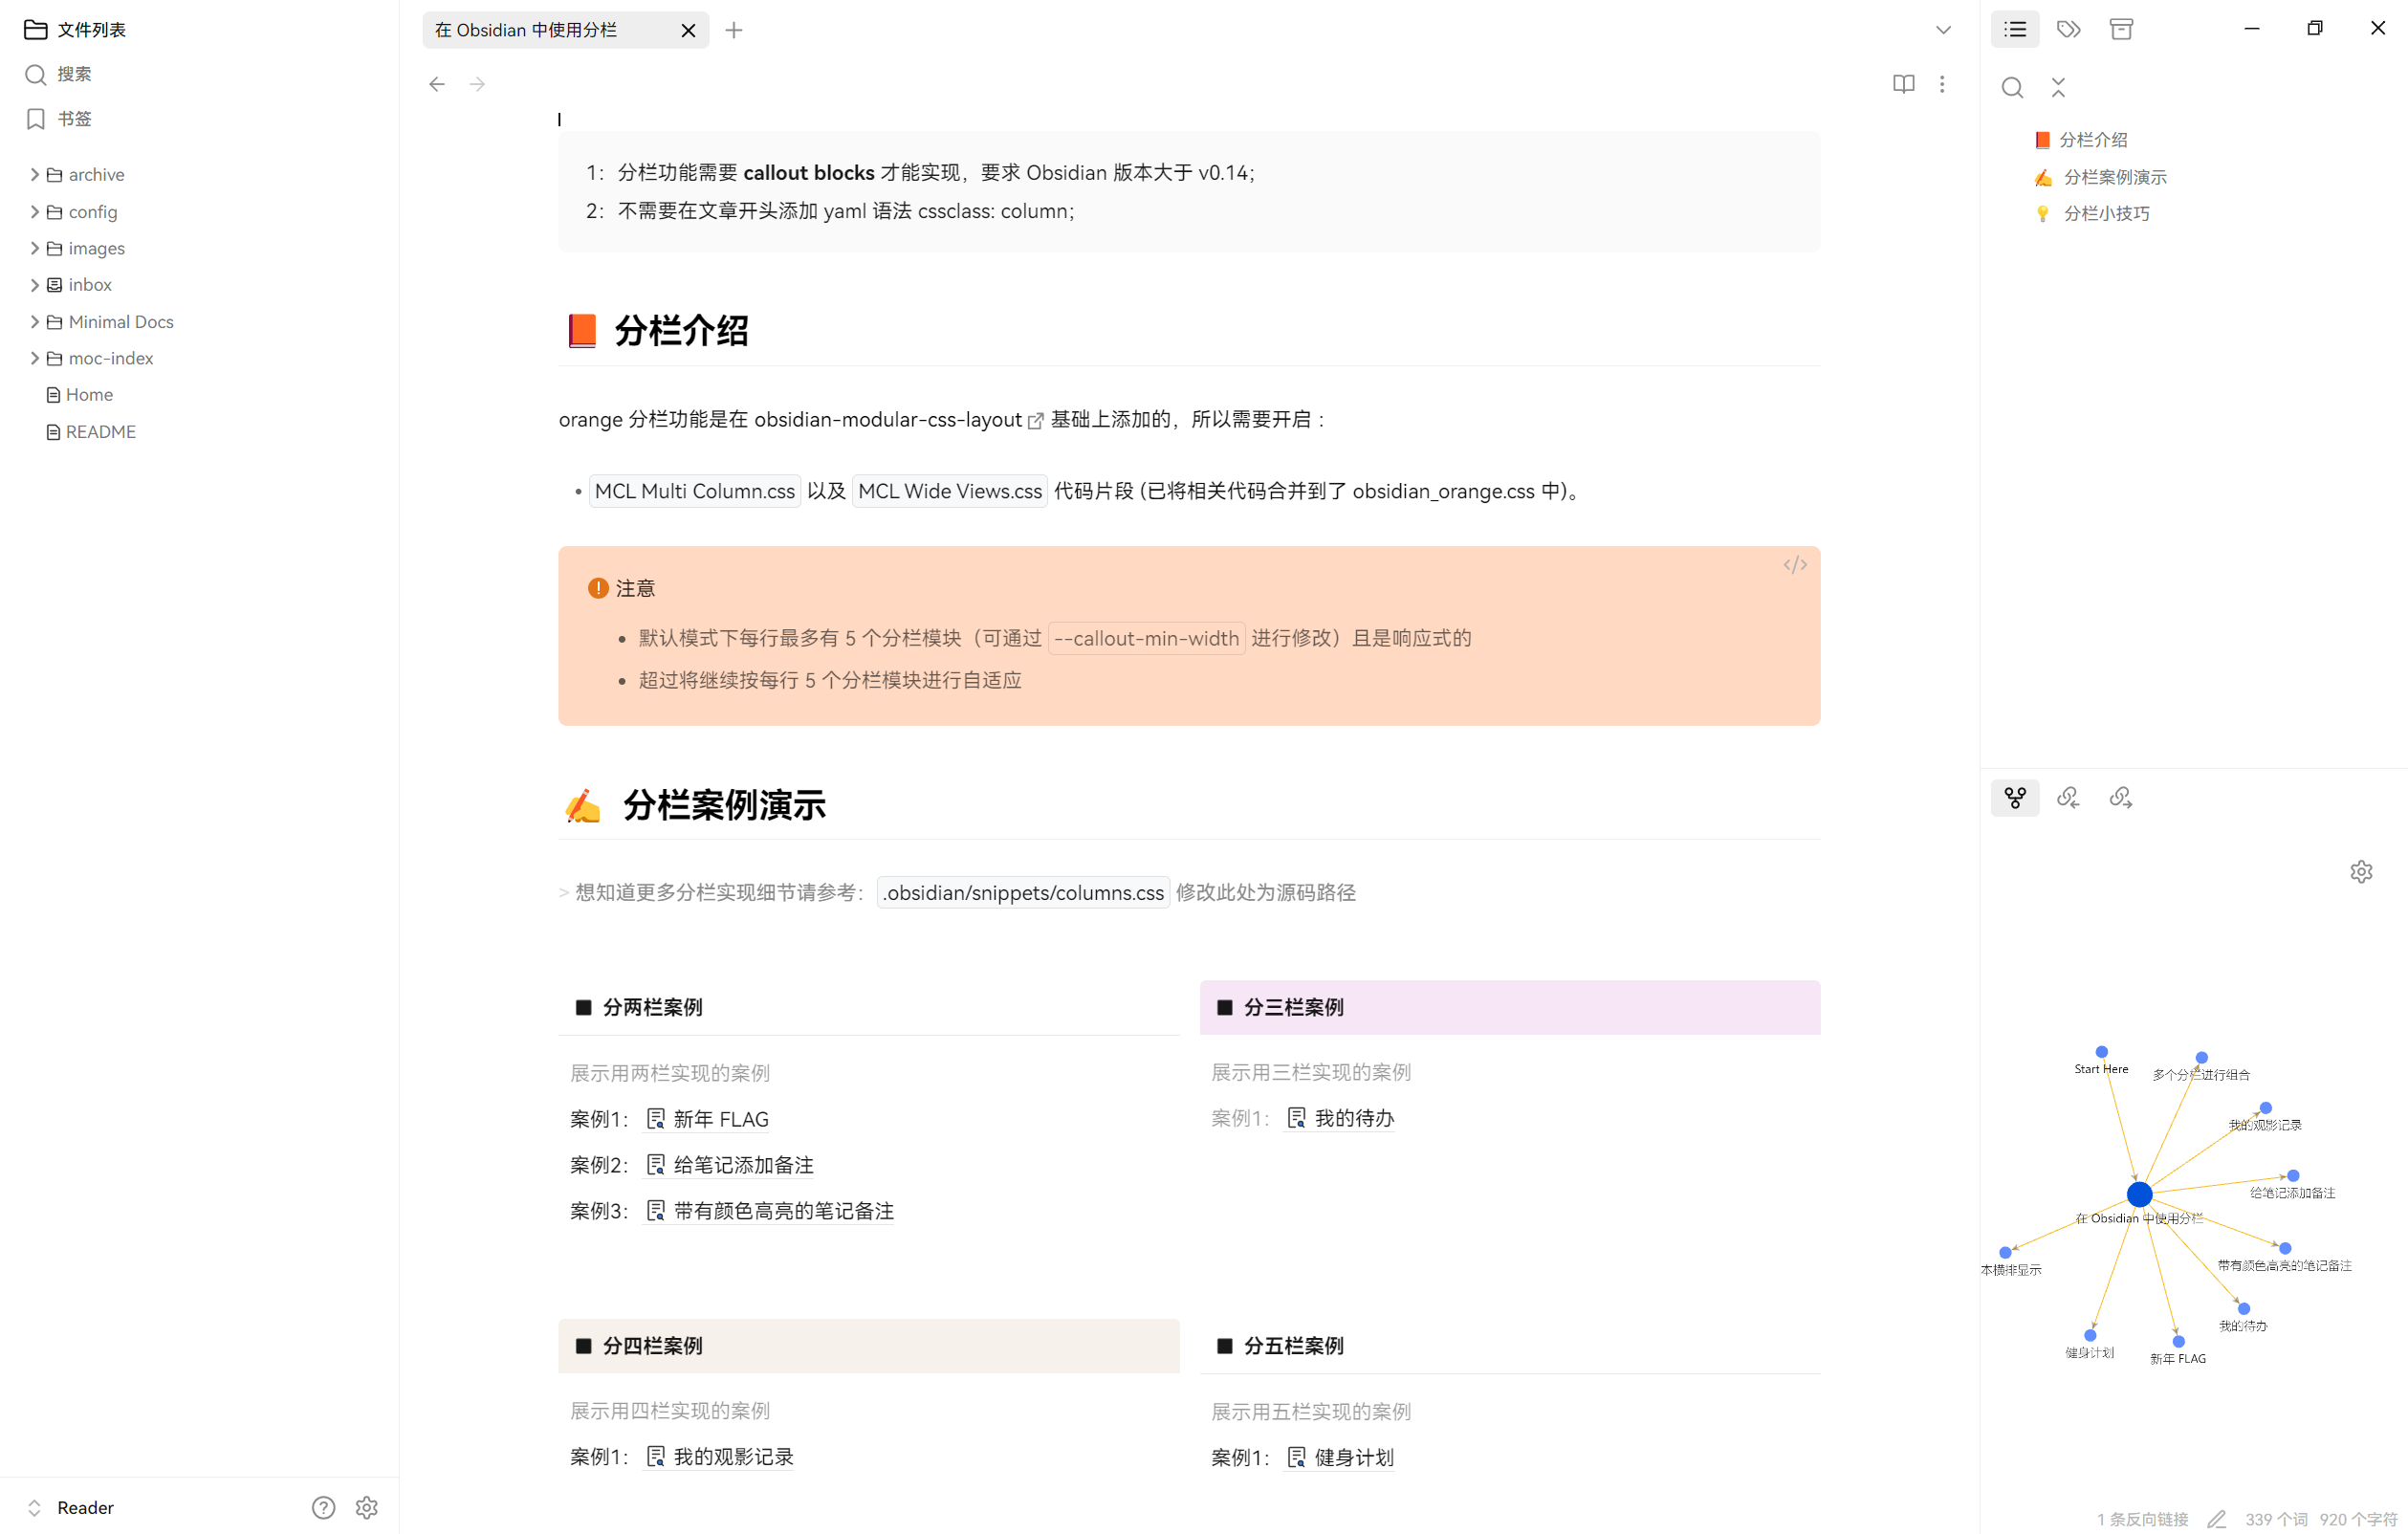 文件列表
搜索
书签
archive
config
images
inbox
Minimal Docs
moc-index
Home
README
Reader
在 Obsidian 中使用分栏
1：分栏功能需要 callout blocks 才能实现，要求 Obsidian 版本大于 v0.14；
2：不需要在文章开头添加 yaml 语法 cssclass: column；
📕 分栏介绍
orange 分栏功能是在 obsidian-modular-css-layout 基础上添加的，所以需要开启：
• MCL Multi Column.css 以及 MCL Wide Views.css 代码片段 (已将相关代码合并到了 obsidian_orange.css 中)。
注意
• 默认模式下每行最多有 5 个分栏模块（可通过 --callout-min-width 进行修改）且是响应式的
• 超过将继续按每行 5 个分栏模块进行自适应
✍️ 分栏案例演示
> 想知道更多分栏实现细节请参考： .obsidian/snippets/columns.css 修改此处为源码路径
■ 分两栏案例
展示用两栏实现的案例
案例1： 新年 FLAG
案例2： 给笔记添加备注
案例3： 带有颜色高亮的笔记备注
■ 分三栏案例
展示用三栏实现的案例
案例1： 我的待办
■ 分四栏案例
展示用四栏实现的案例
案例1： 我的观影记录
■ 分五栏案例
展示用五栏实现的案例
案例1： 健身计划
📕 分栏介绍
✍️ 分栏案例演示
💡 分栏小技巧
Start Here
多个分栏进行组合
我的观影记录
给笔记添加备注
在 Obsidian 中使用分栏
带有颜色高亮的笔记备注
本横排显示
我的待办
健身计划
新年 FLAG
1 条反向链接
339 个词
920 个字符